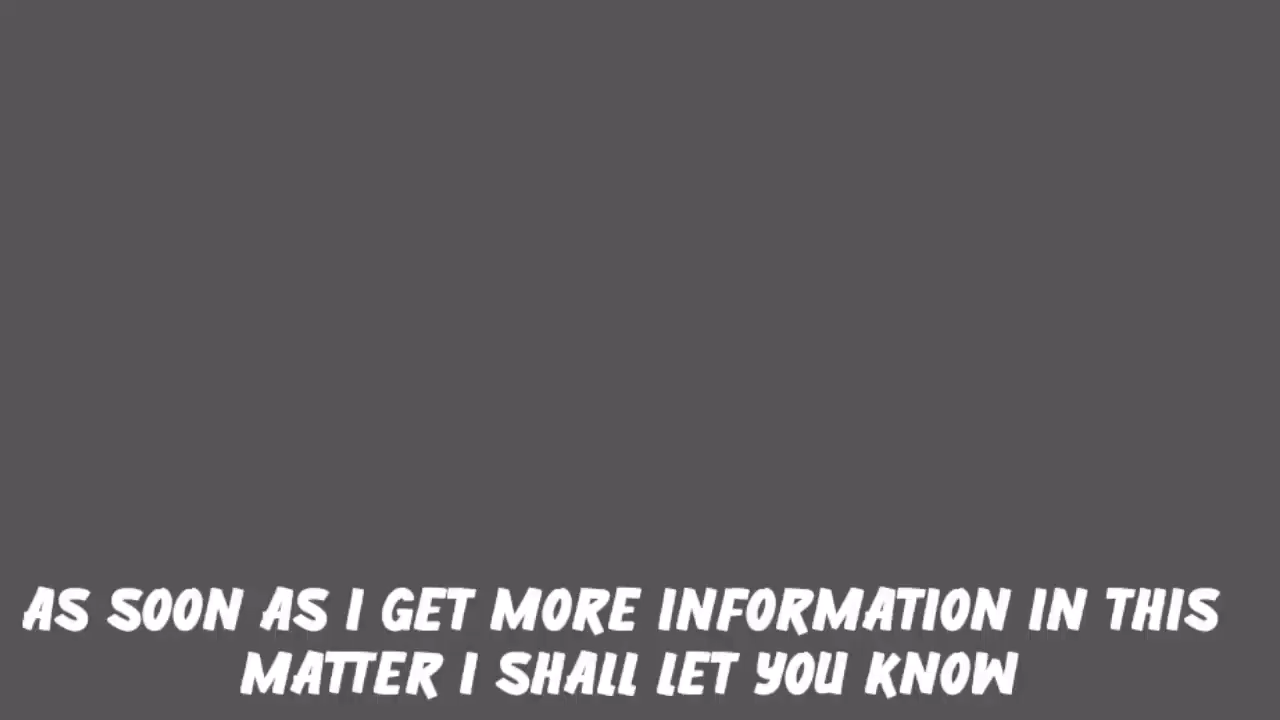 AS SOON AS I GET MORE INFORMATION IN THIS
MATTER I SHALL LET YOU KNOW